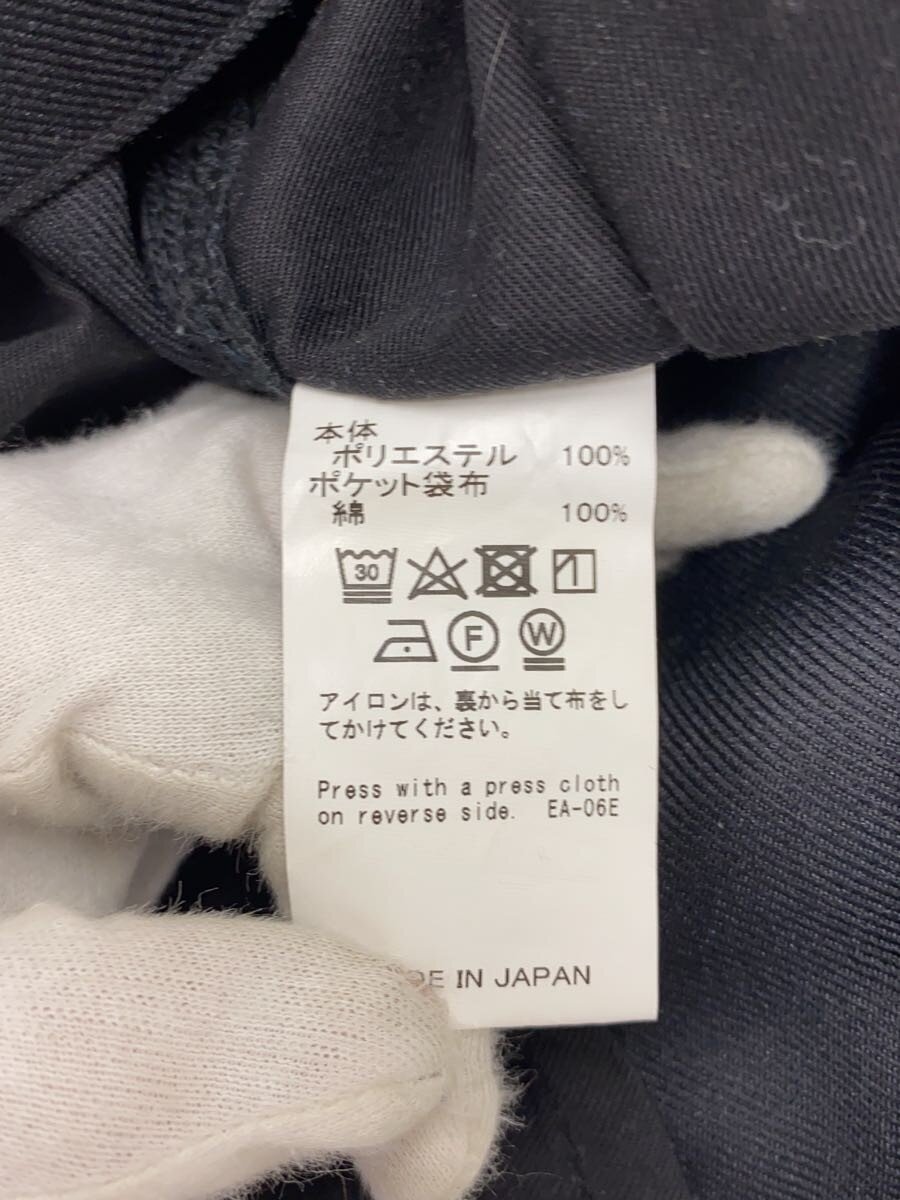 本体
ポリエステル 100%
ポケット袋布
綿 100%
30
F W
アイロンは、裏から当て布をし
てかけてください。
Press with a press cloth
on reverse side. EA-06E
DE IN JAPAN